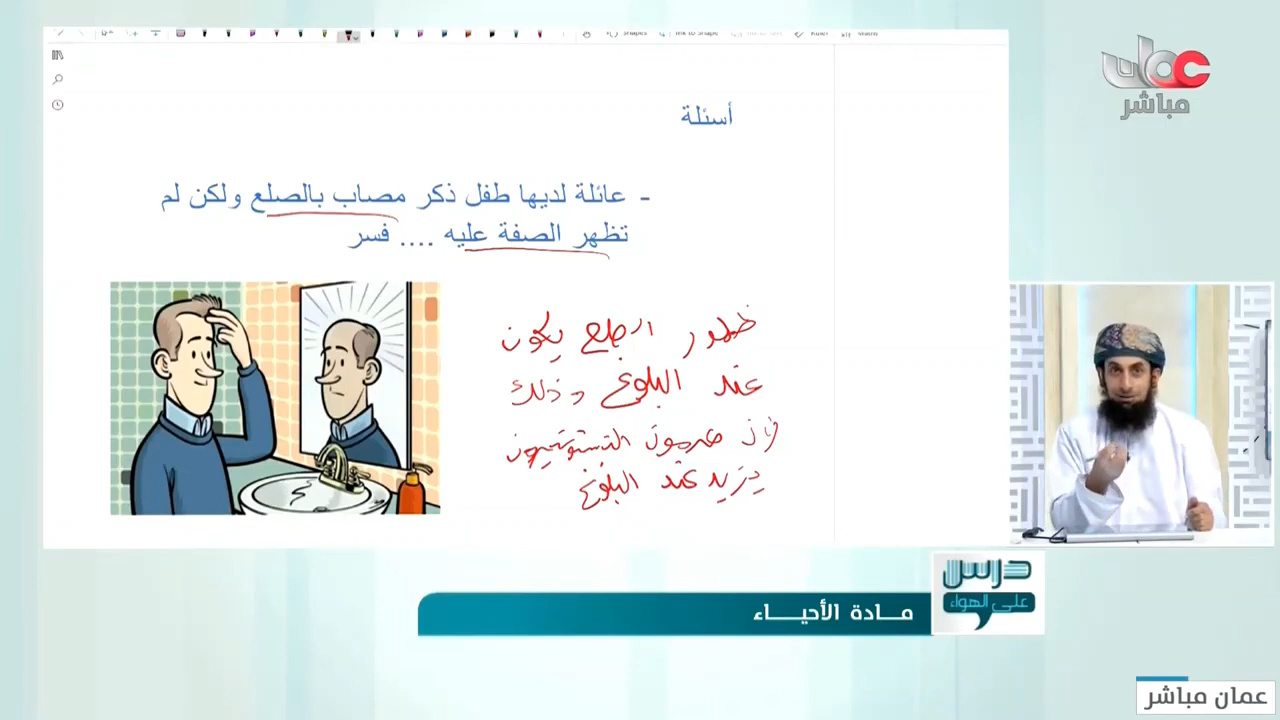 عمان
مباشر
أسئلة
- عائلة لديها طفل ذكر مصاب بالصلع ولكن لم
تظهر الصفة عليه .... فسر
ظهور الصلع يكون
عند البلوغ وذلك
لأن هرمون التستوستيرون
يزيد عند البلوغ
درس
على الهواء
مادة الأحياء
عمان مباشر